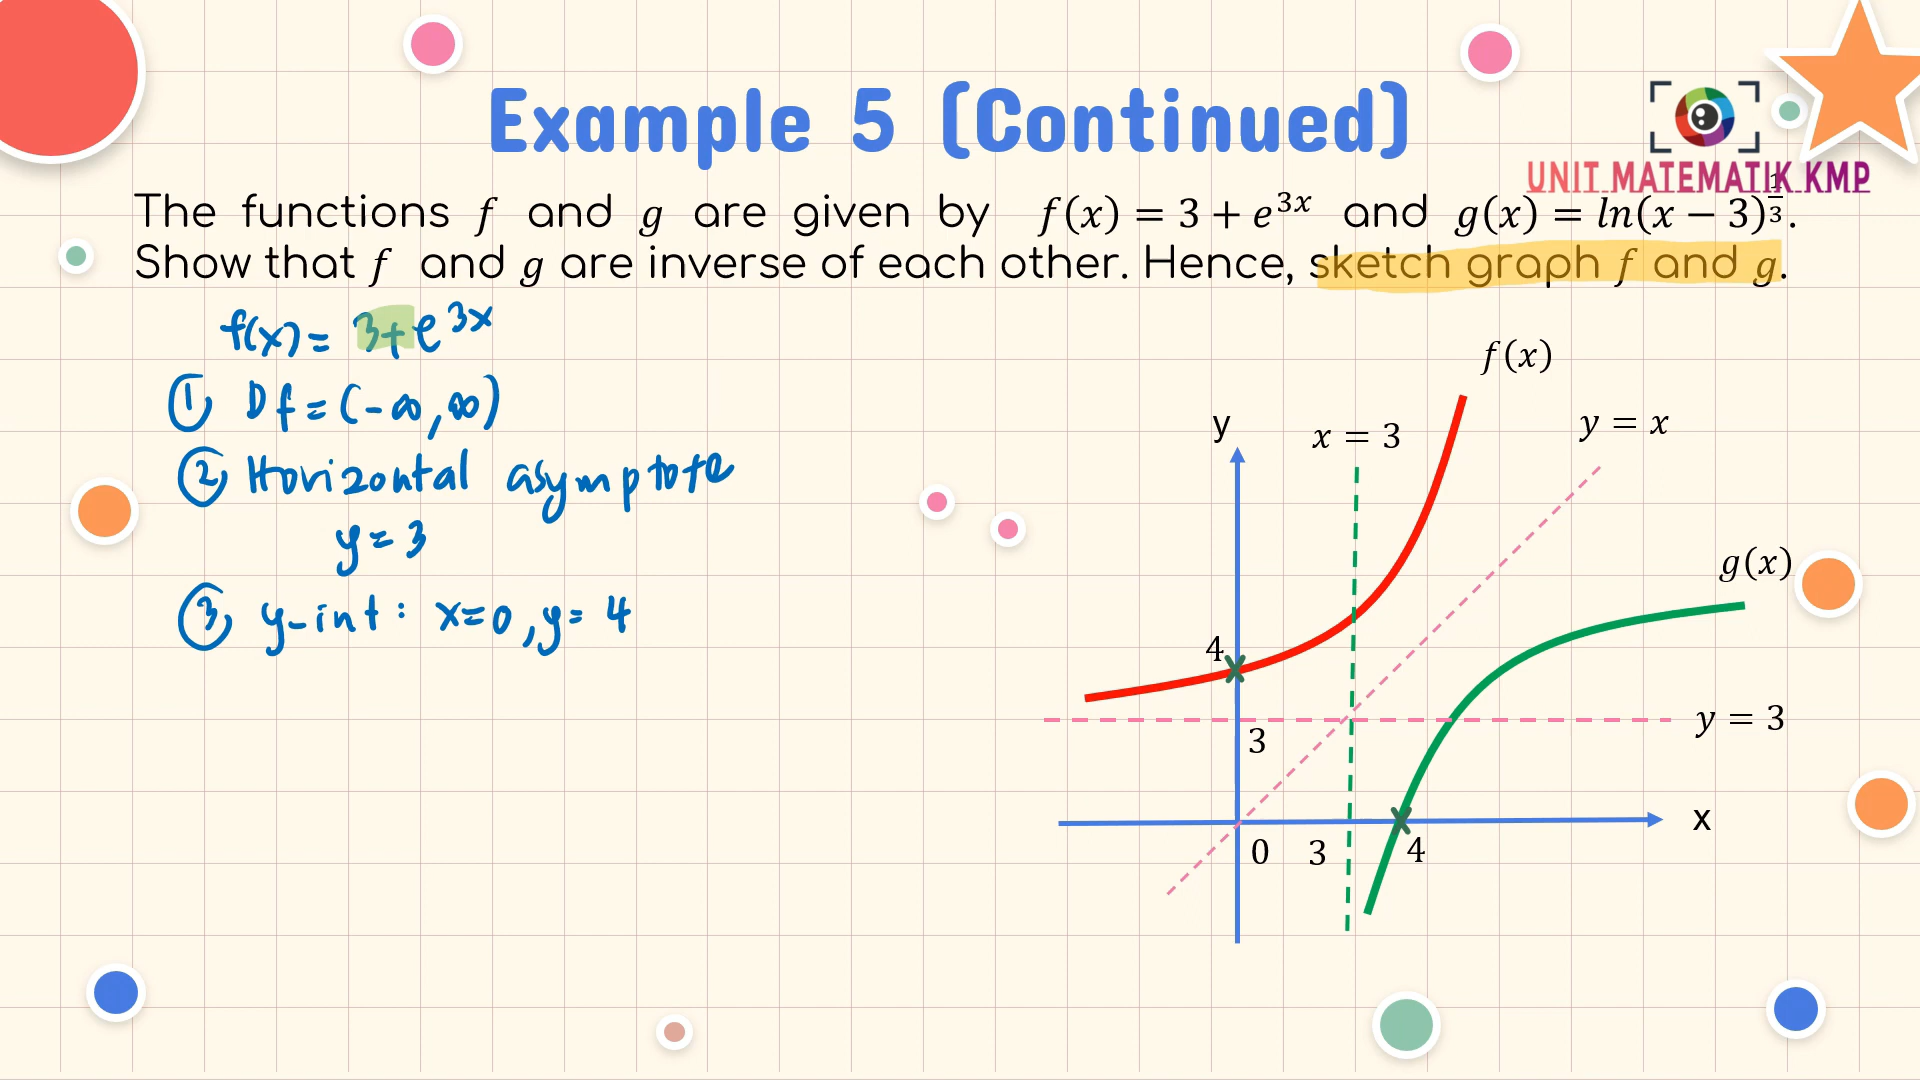 Example 5 (Continued)
UNIT MATEMATIK KMP
The functions f and g are given by f(x) = 3 + e^{3x} and g(x) = ln(x − 3)^{1/3}.
Show that f and g are inverse of each other. Hence, sketch graph f and g.
f(x) = 3+e^{3x}
① Df = (-∞,∞)
② Horizontal asymptote
y = 3
③ y-int: x=0, y= 4
f(x)
y
x = 3
y = x
g(x)
4
y = 3
3
x
0
3
4